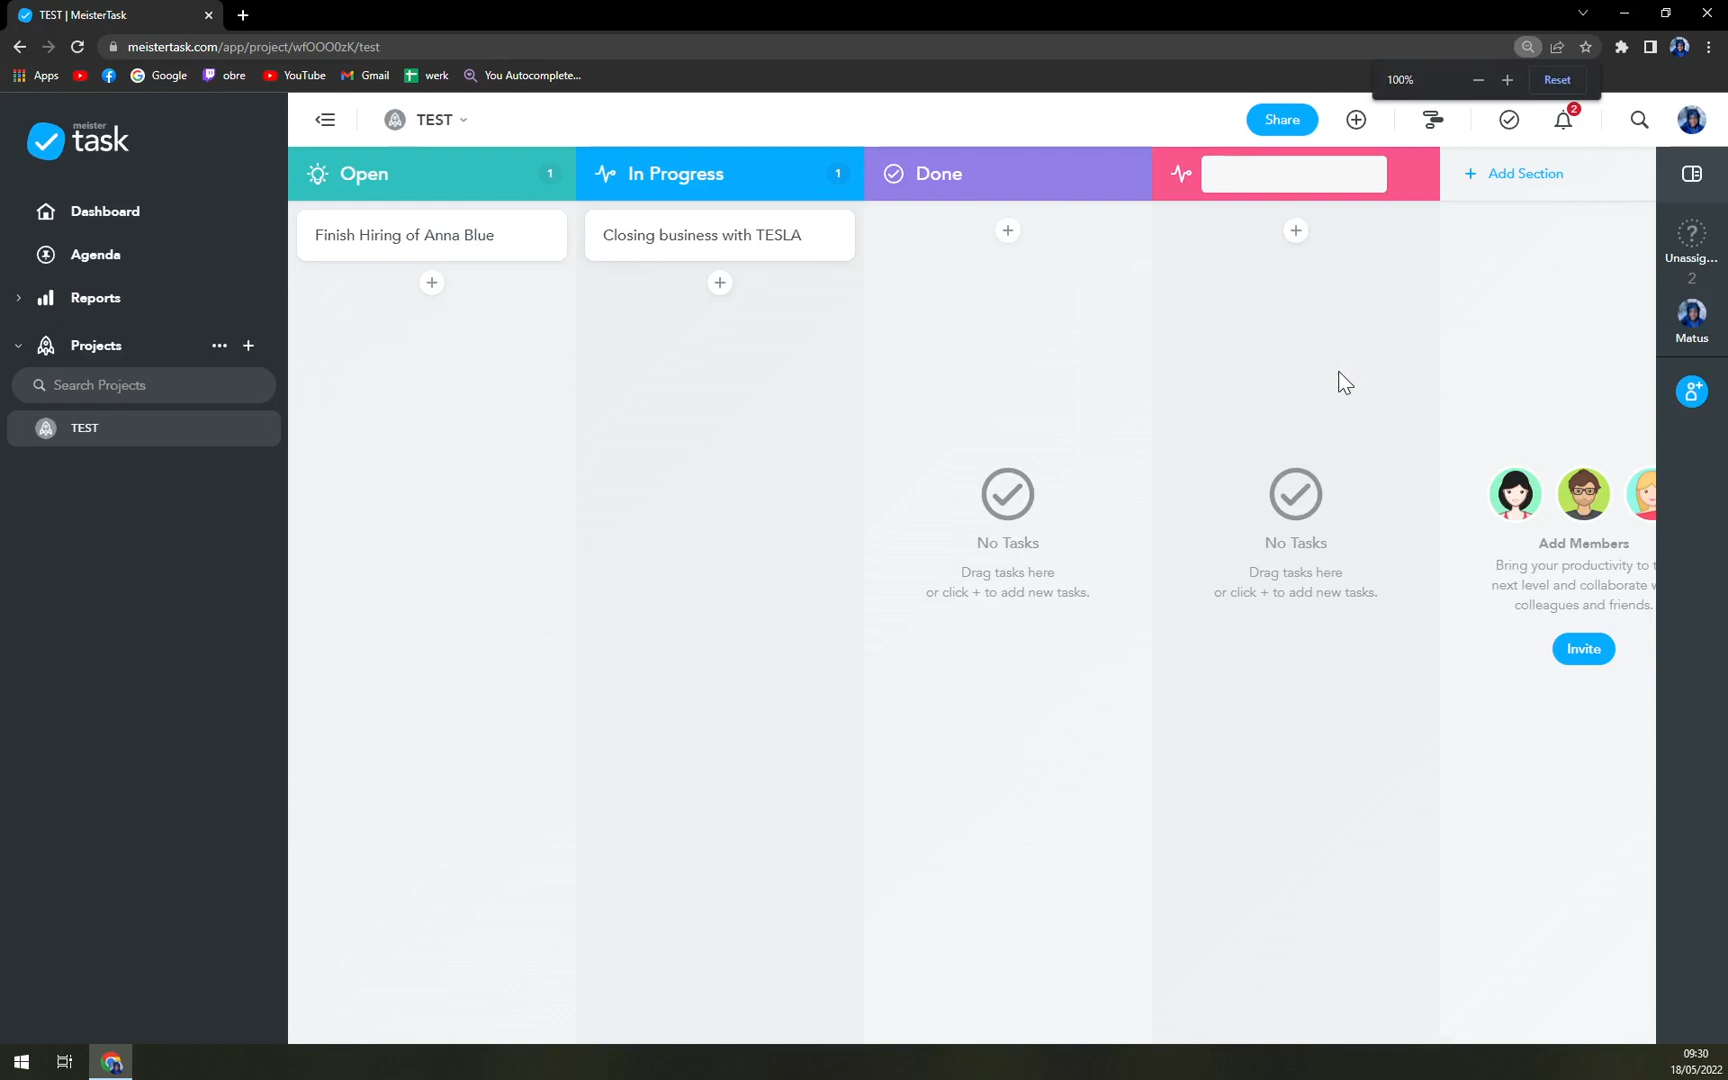 TEST | MeisterTask
meistertask.com/app/project/wfOOO0zK/test
Apps
Google
obre
YouTube
Gmail
werk
You Autocomplete...
100%
Reset
meister
task
TEST
Share
2
Open
1
In Progress
1
Done
Add Section
Dashboard
Agenda
Reports
Projects
Search Projects
TEST
Finish Hiring of Anna Blue
Closing business with TESLA
Unassig...
2
Matus
No Tasks
Drag tasks here
or click + to add new tasks.
No Tasks
Drag tasks here
or click + to add new tasks.
Add Members
Bring your productivity to
next level and collaborate
colleagues and friends.
Invite
09:30
18/05/2022